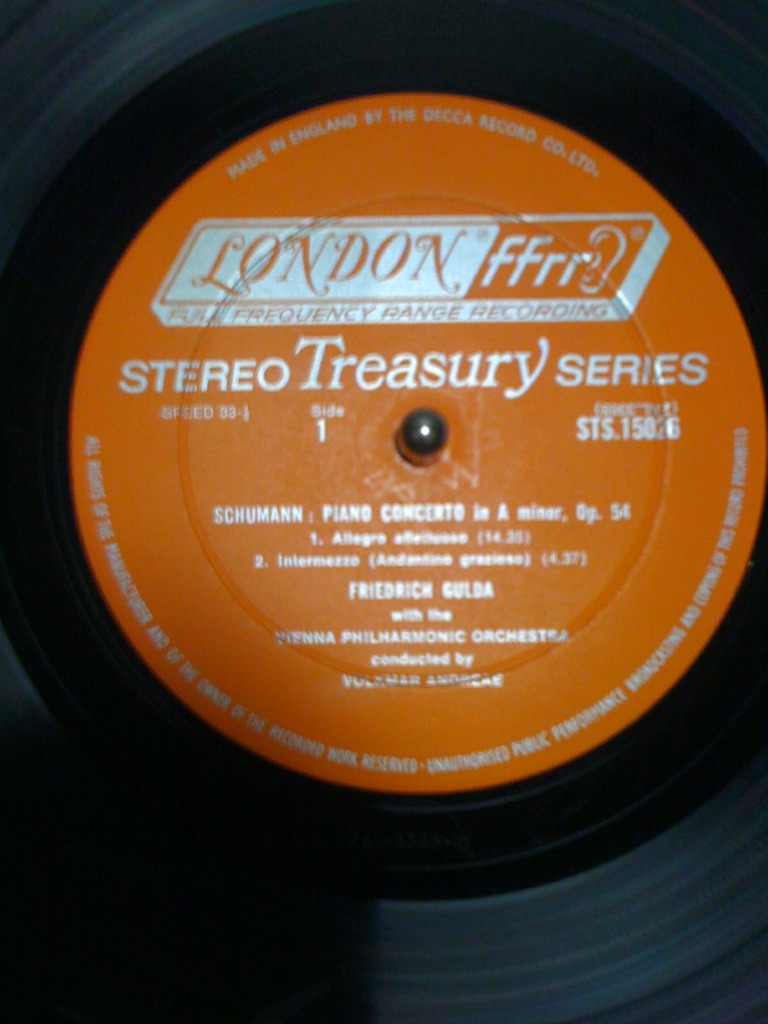 MADE IN ENGLAND BY THE DECCA RECORD CO. LTD.
LONDON® ffrr®
FULL FREQUENCY RANGE RECORDING
STEREO Treasury SERIES
SPEED 33⅓
Side
1
STS.15026
SCHUMANN: PIANO CONCERTO in A minor, Op. 54
1. Allegro affettuoso (14.35)
2. Intermezzo (Andantino grazioso) (4.37)
FRIEDRICH GULDA
with the
VIENNA PHILHARMONIC ORCHESTRA
conducted by
VOLKMAR ANDREAE
ALL RIGHTS OF THE MANUFACTURER AND OF THE OWNER OF THE RECORDED WORK RESERVED · UNAUTHORISED PUBLIC PERFORMANCE BROADCASTING AND COPYING OF THIS RECORD PROHIBITED